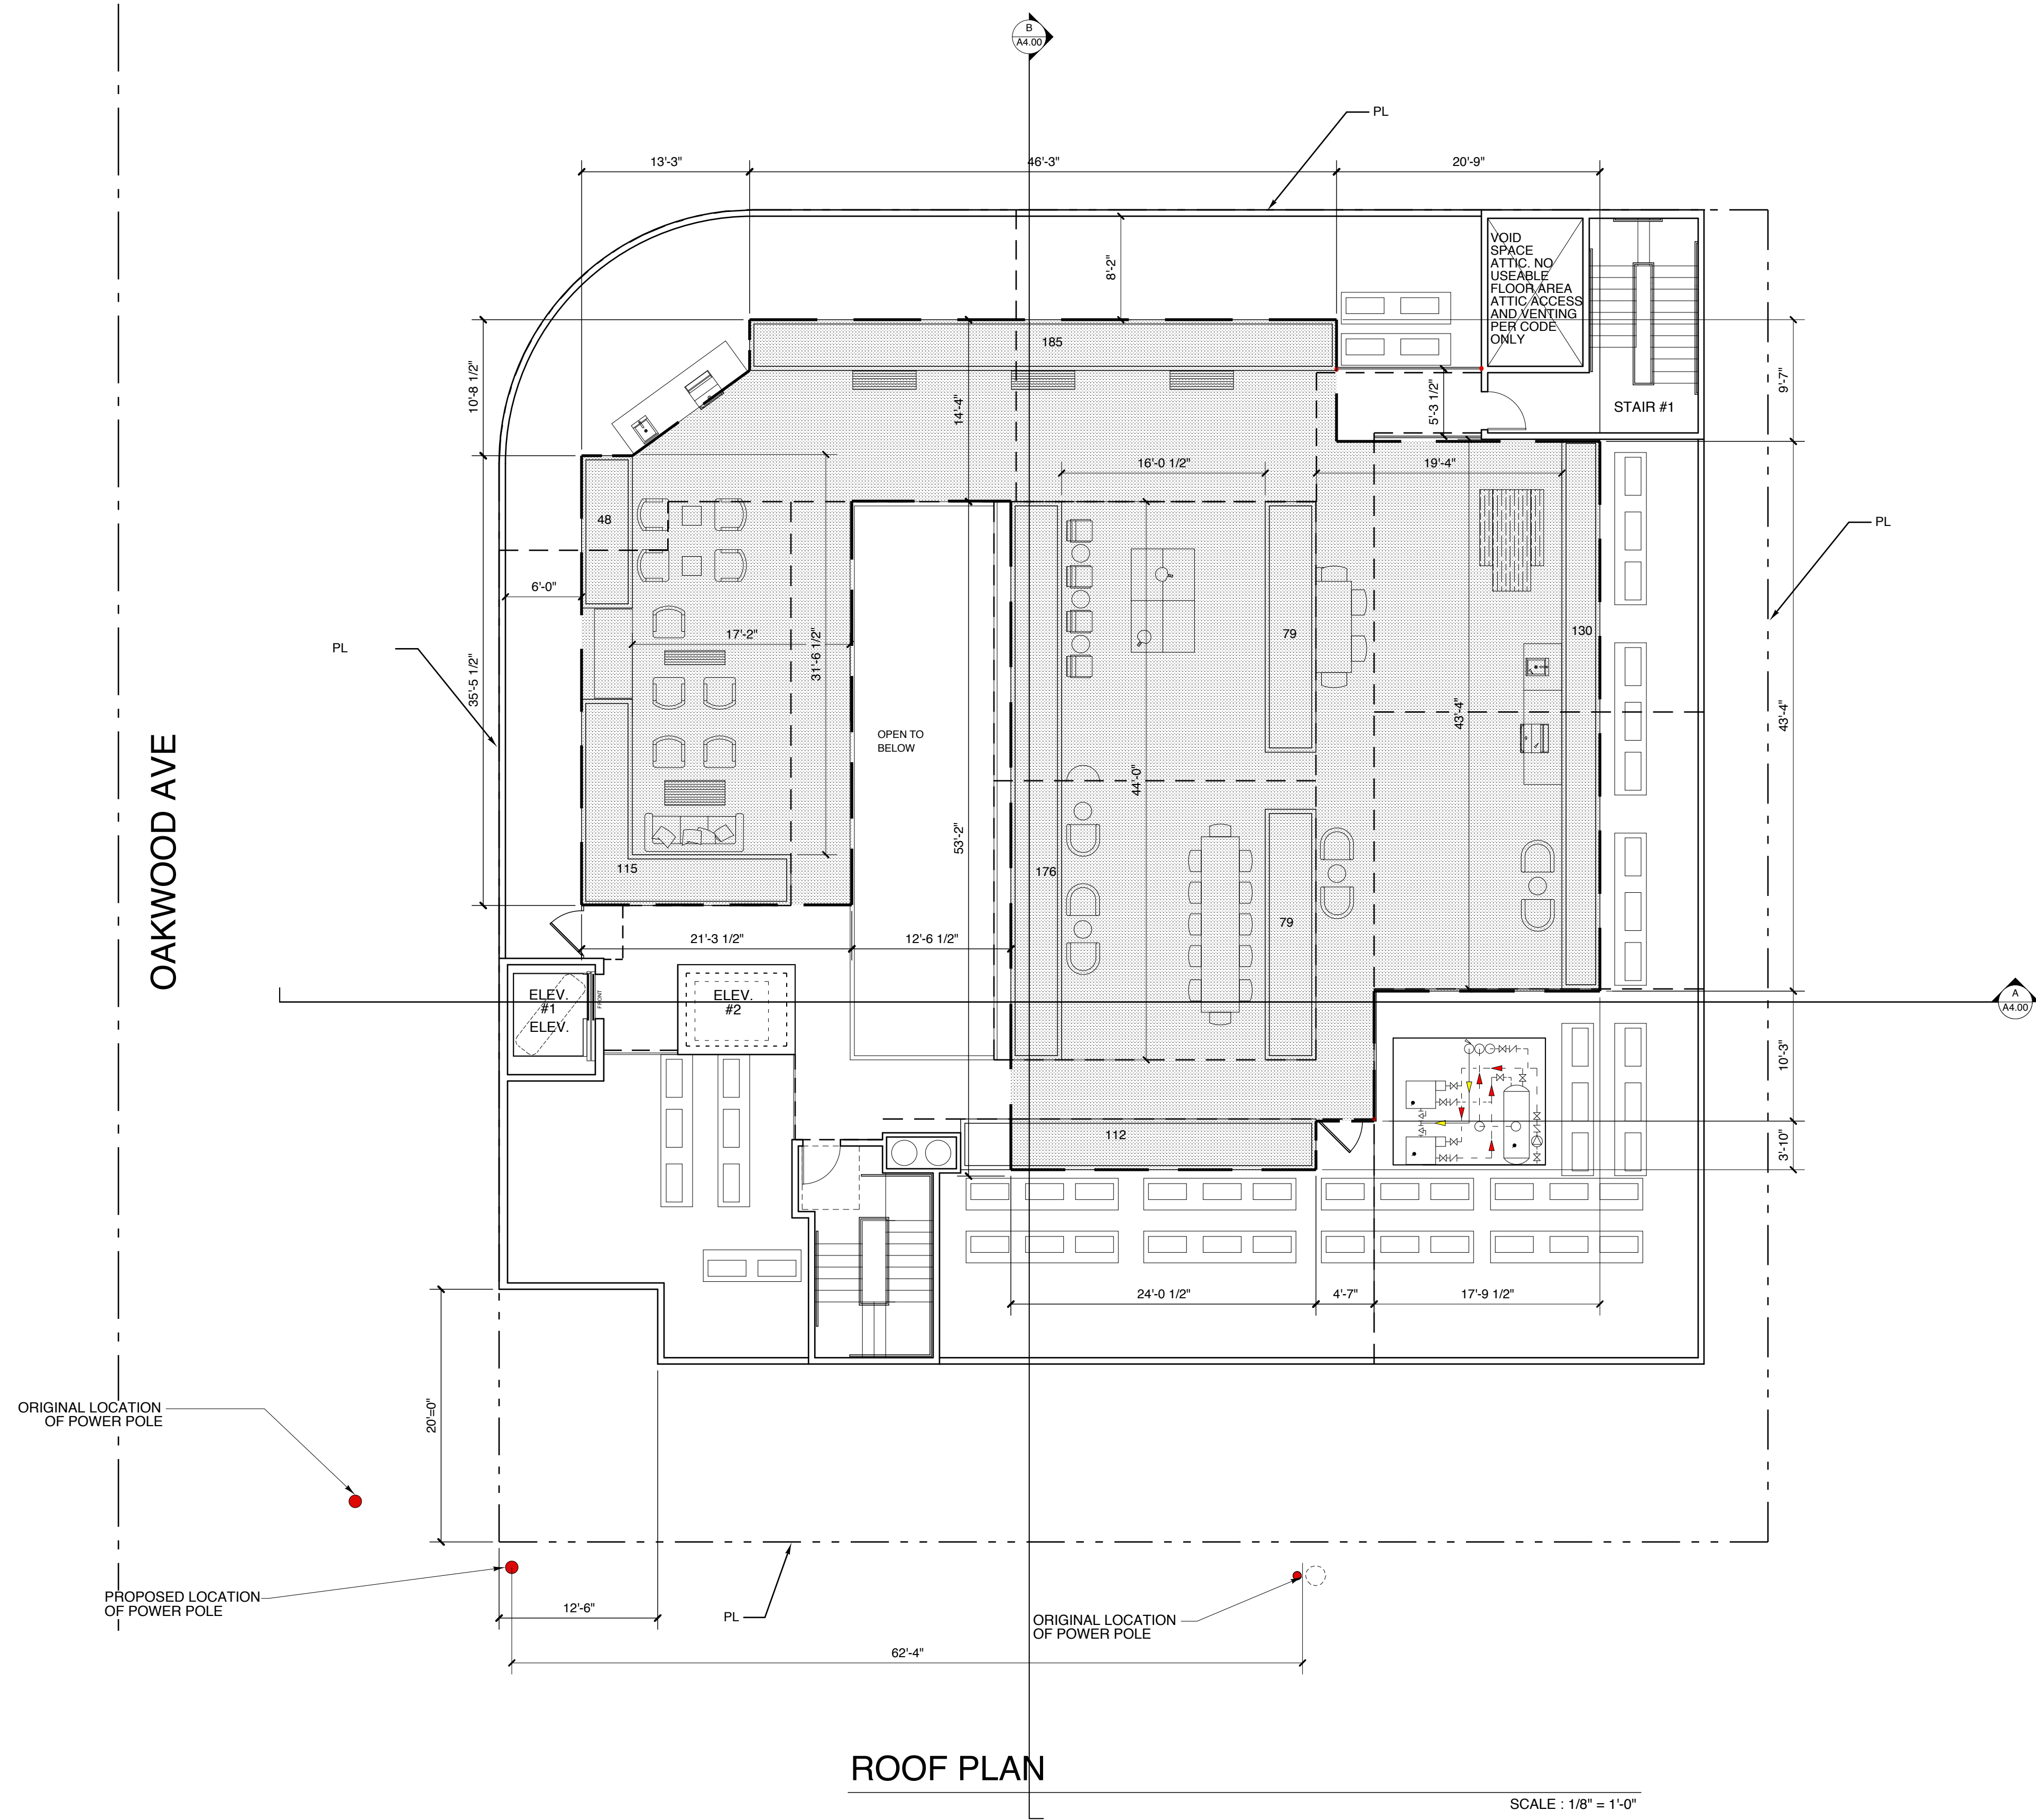 B
A4.00
PL
13'-3"
46'-3"
20'-9"
8'-2"
VOID
SPACE
ATTIC. NO
USEABLE
FLOOR AREA
ATTIC ACCESS
AND VENTING
PER CODE
ONLY
185
10'-8 1/2"
14'-4"
5'-3 1/2"
9'-7"
STAIR #1
16'-0 1/2"
19'-4"
48
PL
6'-0"
17'-2"
31'-6 1/2"
79
130
PL
35'-5 1/2"
OPEN TO
BELOW
43'-4"
43'-4"
44'-0"
OAKWOOD AVE
53'-2"
115
176
79
21'-3 1/2"
12'-6 1/2"
ELEV.
#1
ELEV.
FRONT
ELEV.
#2
A
A4.00
10'-3"
112
3'-10"
24'-0 1/2"
4'-7"
17'-9 1/2"
20'=0"
ORIGINAL LOCATION
OF POWER POLE
PROPOSED LOCATION
OF POWER POLE
12'-6"
PL
ORIGINAL LOCATION
OF POWER POLE
62'-4"
ROOF PLAN
SCALE : 1/8" = 1'-0"